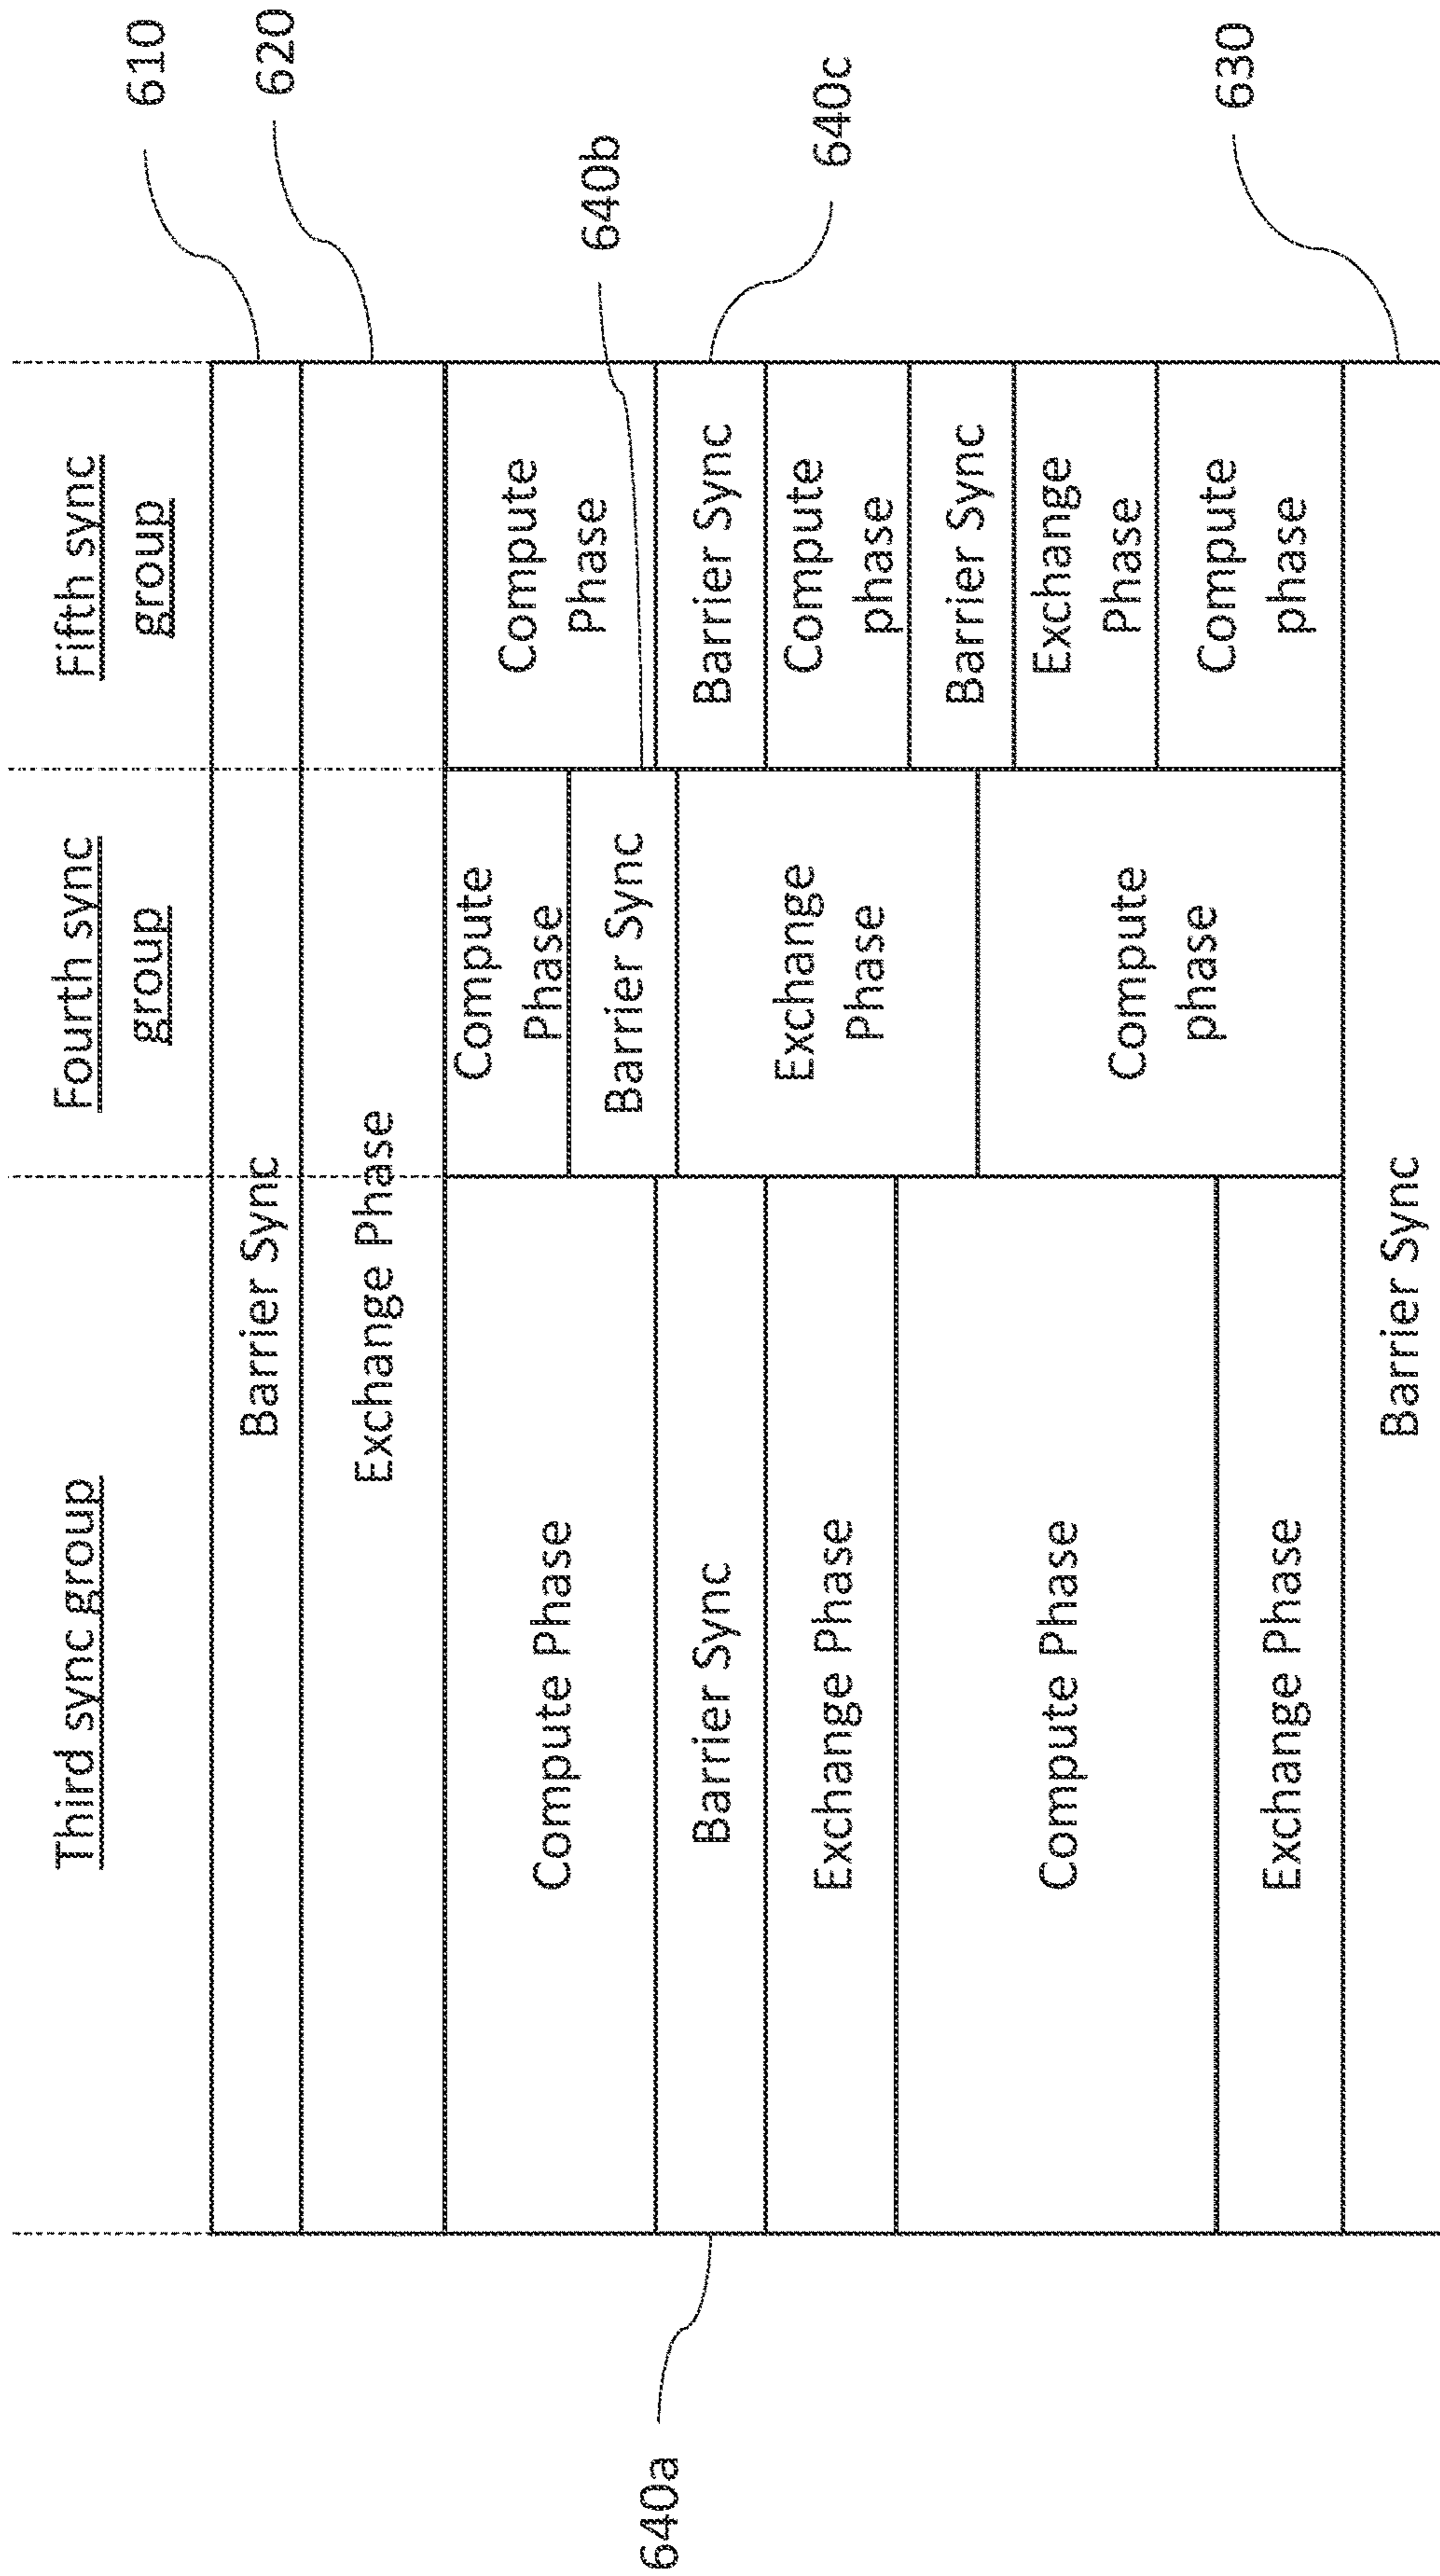 Third sync group
Fourth sync
group
Fifth sync
group
610
Barrier Sync
620
Exchange Phase
Compute Phase
Compute
Phase
Compute
Phase
640b
Barrier Sync
640a
Barrier Sync
Barrier Sync
640c
Exchange Phase
Exchange
Phase
Compute
phase
Barrier Sync
Compute Phase
Compute
phase
Exchange
Phase
Exchange Phase
Compute
phase
630
Barrier Sync